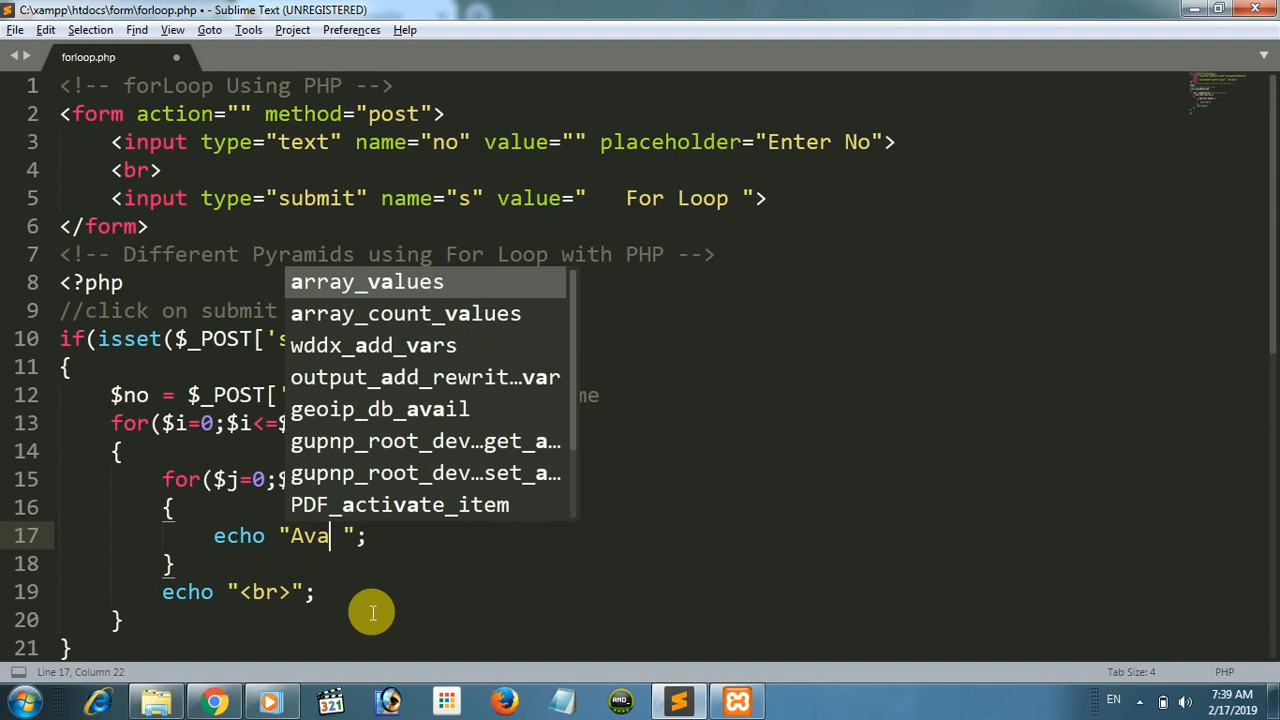 C:\xampp\htdocs\form\forloop.php • - Sublime Text (UNREGISTERED)
File Edit Selection Find View Goto Tools Project Preferences Help
forloop.php
1 <!-- forLoop Using PHP -->
2 <form action="" method="post">
3 <input type="text" name="no" value="" placeholder="Enter No">
4 <br>
5 <input type="submit" name="s" value="   For Loop ">
6 </form>
7 <!-- Different Pyramids using For Loop with PHP -->
8 <?php
9 //click on submit
10 if(isset($_POST['s
11 {
12 $no = $_POST[' me
13 for($i=0;$i<=$
14 {
15 for($j=0;$
16 {
17 echo "Ava ";
18 }
19 echo "<br>";
20 }
21 }
array_values
array_count_values
wddx_add_vars
output_add_rewrit…var
geoip_db_avail
gupnp_root_dev…get_a…
gupnp_root_dev…set_a…
PDF_activate_item
Line 17, Column 22 Tab Size: 4 PHP
321
AND_
EN
7:39 AM
2/17/2019